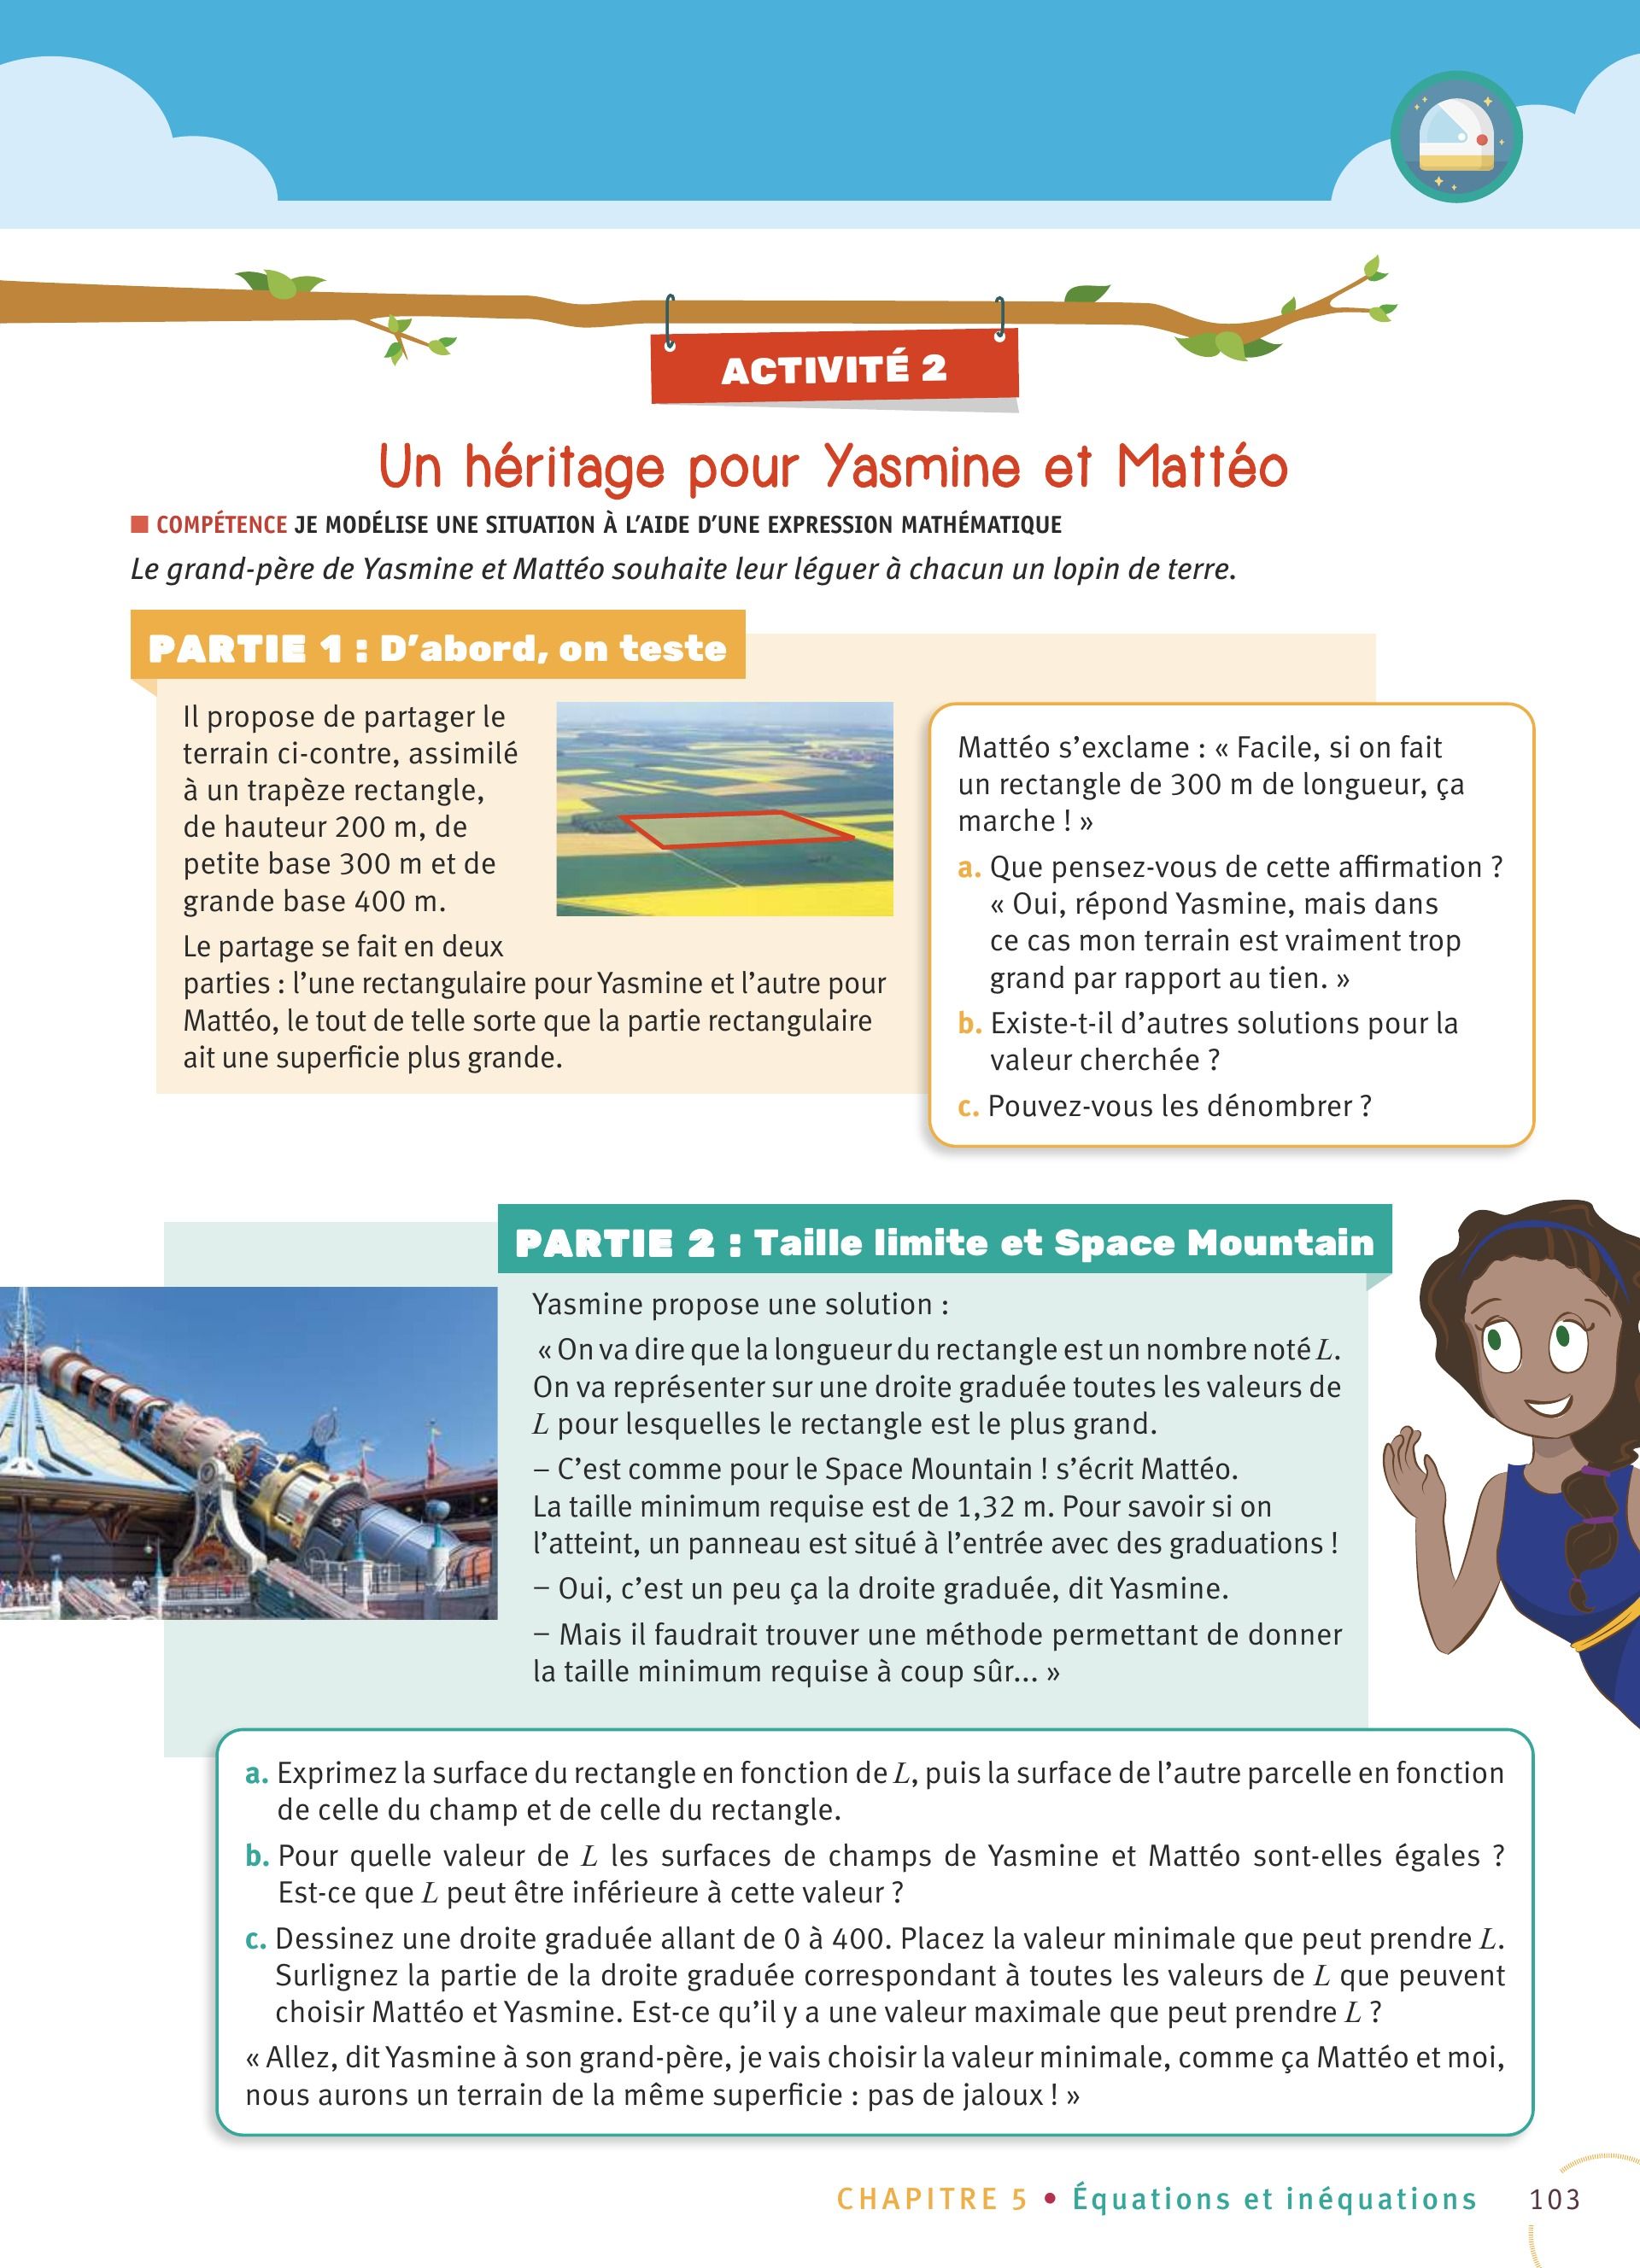 ACTIVITÉ 2
Un héritage pour Yasmine et Mattéo
■ COMPÉTENCE JE MODÉLISE UNE SITUATION À L’AIDE D’UNE EXPRESSION MATHÉMATIQUE
Le grand-père de Yasmine et Mattéo souhaite leur léguer à chacun un lopin de terre.
PARTIE 1 : D’abord, on teste
Il propose de partager le
terrain ci-contre, assimilé
à un trapèze rectangle,
de hauteur 200 m, de
petite base 300 m et de
grande base 400 m.
Le partage se fait en deux
parties : l’une rectangulaire pour Yasmine et l’autre pour
Mattéo, le tout de telle sorte que la partie rectangulaire
ait une superficie plus grande.
Mattéo s’exclame : « Facile, si on fait
un rectangle de 300 m de longueur, ça
marche ! »
a. Que pensez-vous de cette affirmation ?
« Oui, répond Yasmine, mais dans
ce cas mon terrain est vraiment trop
grand par rapport au tien. »
b. Existe-t-il d’autres solutions pour la
valeur cherchée ?
c. Pouvez-vous les dénombrer ?
PARTIE 2 : Taille limite et Space Mountain
Yasmine propose une solution :
« On va dire que la longueur du rectangle est un nombre noté L.
On va représenter sur une droite graduée toutes les valeurs de
L pour lesquelles le rectangle est le plus grand.
– C’est comme pour le Space Mountain ! s’écrit Mattéo.
La taille minimum requise est de 1,32 m. Pour savoir si on
l’atteint, un panneau est situé à l’entrée avec des graduations !
– Oui, c’est un peu ça la droite graduée, dit Yasmine.
– Mais il faudrait trouver une méthode permettant de donner
la taille minimum requise à coup sûr... »
a. Exprimez la surface du rectangle en fonction de L, puis la surface de l’autre parcelle en fonction
de celle du champ et de celle du rectangle.
b. Pour quelle valeur de L les surfaces de champs de Yasmine et Mattéo sont-elles égales ?
Est-ce que L peut être inférieure à cette valeur ?
c. Dessinez une droite graduée allant de 0 à 400. Placez la valeur minimale que peut prendre L.
Surlignez la partie de la droite graduée correspondant à toutes les valeurs de L que peuvent
choisir Mattéo et Yasmine. Est-ce qu’il y a une valeur maximale que peut prendre L ?
« Allez, dit Yasmine à son grand-père, je vais choisir la valeur minimale, comme ça Mattéo et moi,
nous aurons un terrain de la même superficie : pas de jaloux ! »
CHAPITRE 5 • Équations et inéquations 103